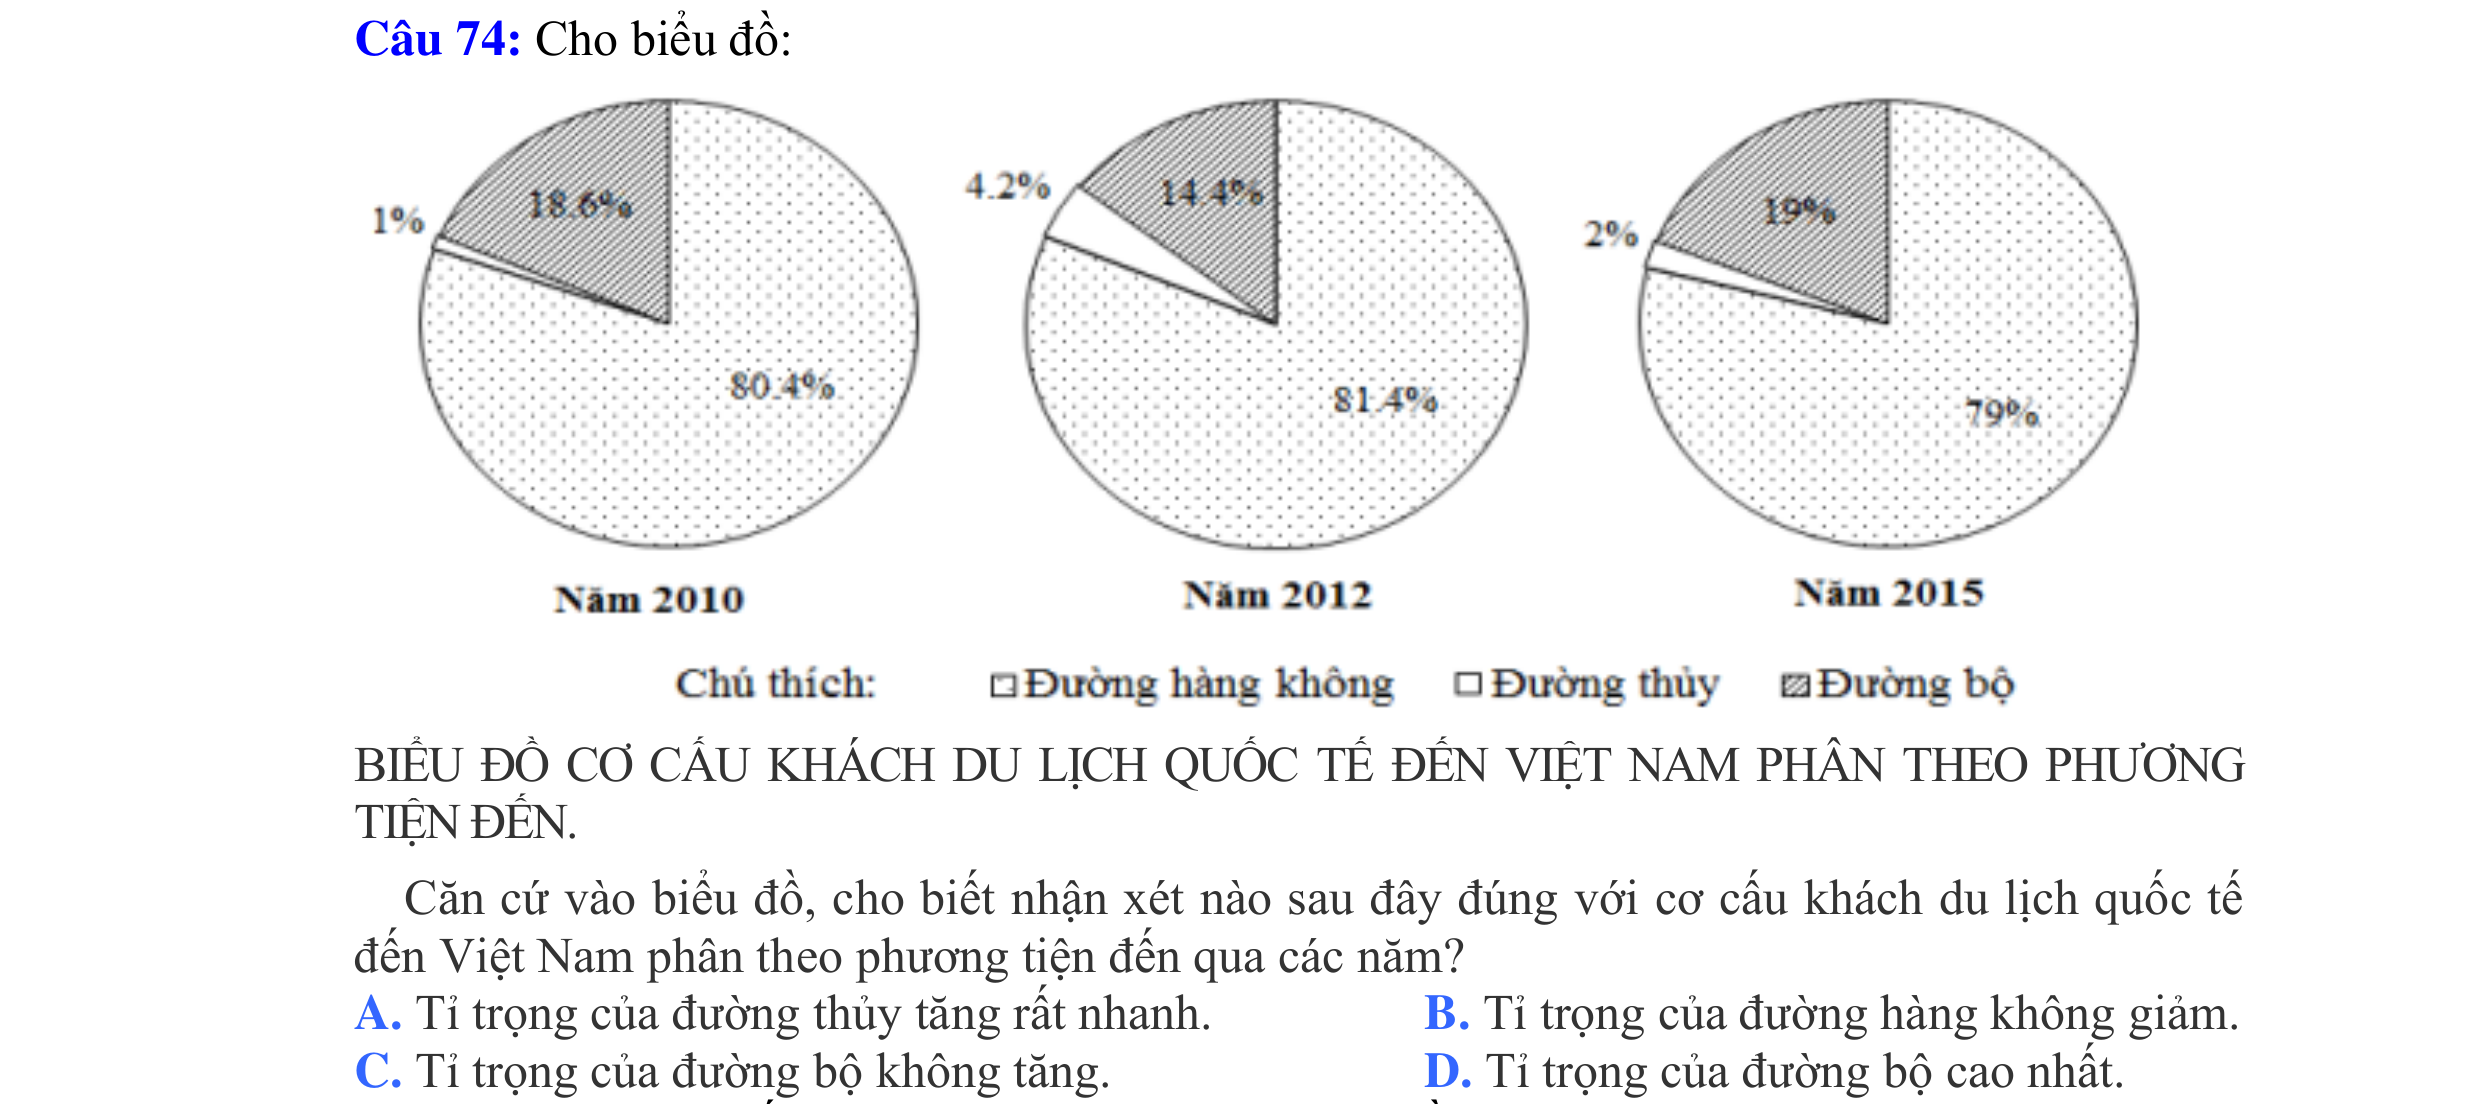 Câu 74: Cho biểu đồ:
1%
18.6%
80.4%
4.2%
14.4%
81.4%
2%
19%
79%
Năm 2010
Năm 2012
Năm 2015
Chú thích: Đường hàng không Đường thủy Đường bộ
BIỂU ĐỒ CƠ CẤU KHÁCH DU LỊCH QUỐC TẾ ĐẾN VIỆT NAM PHÂN THEO PHƯƠNG
TIỆN ĐẾN.
Căn cứ vào biểu đồ, cho biết nhận xét nào sau đây đúng với cơ cấu khách du lịch quốc tế
đến Việt Nam phân theo phương tiện đến qua các năm?
A. Tỉ trọng của đường thủy tăng rất nhanh. B. Tỉ trọng của đường hàng không giảm.
C. Tỉ trọng của đường bộ không tăng. D. Tỉ trọng của đường bộ cao nhất.